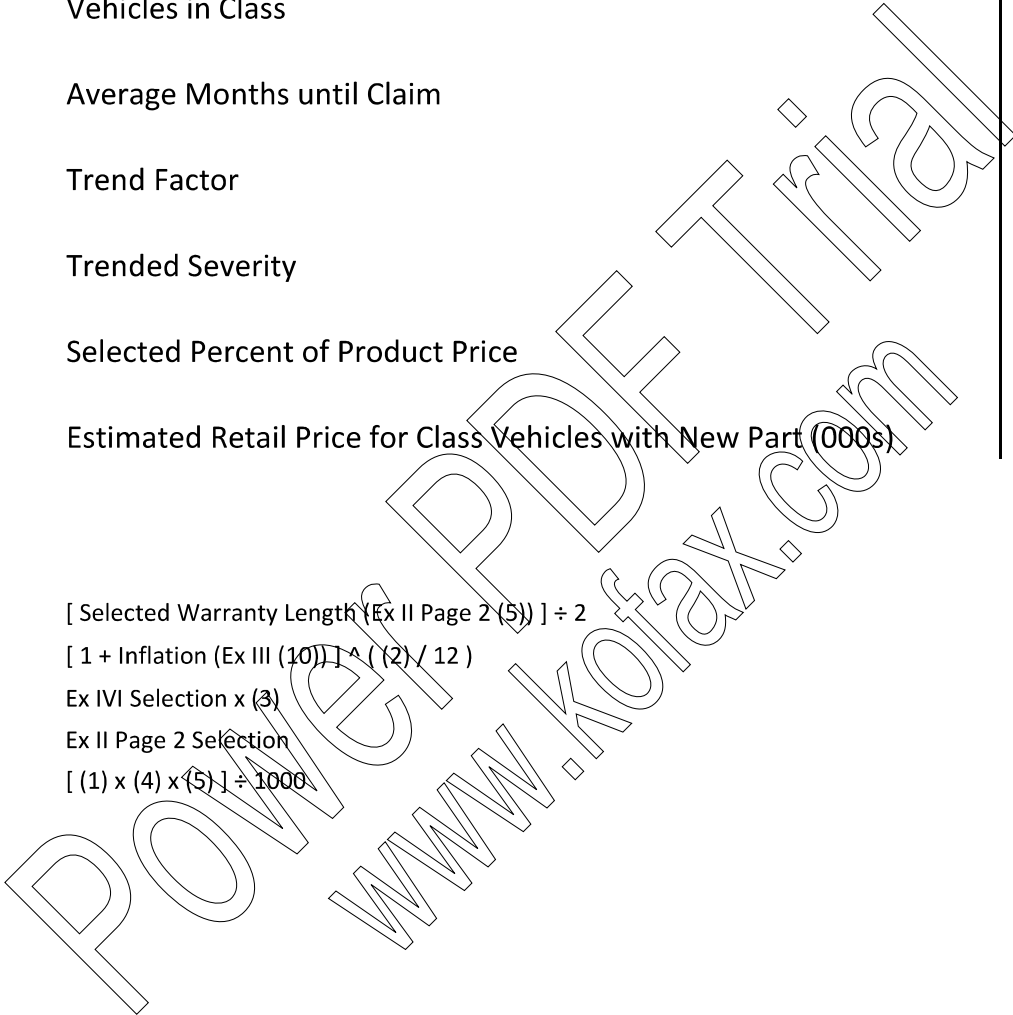 Vehicles in Class
Average Months until Claim
Trend Factor
Trended Severity
Selected Percent of Product Price
Estimated Retail Price for Class Vehicles with New Part (000s)
[ Selected Warranty Length (Ex II Page 2 (5)) ] ÷ 2
[ 1 + Inflation (Ex III (10)) ] ^ ( (2) / 12 )
Ex IVI Selection x (3)
Ex II Page 2 Selection
[ (1) x (4) x (5) ] ÷ 1000
Power PDF Trial
www.kofax.com